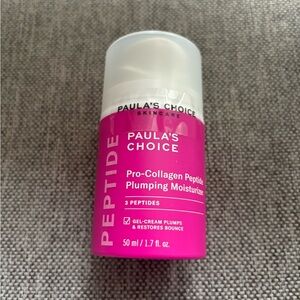 PAULA'S CHOICE
SKINCARE
PEPTIDE
PAULA'S
CHOICE
Pro-Collagen Peptide
Plumping Moisturizer
3 PEPTIDES
GEL-CREAM PLUMPS
& RESTORES BOUNCE
50 ml / 1.7 fl. oz.